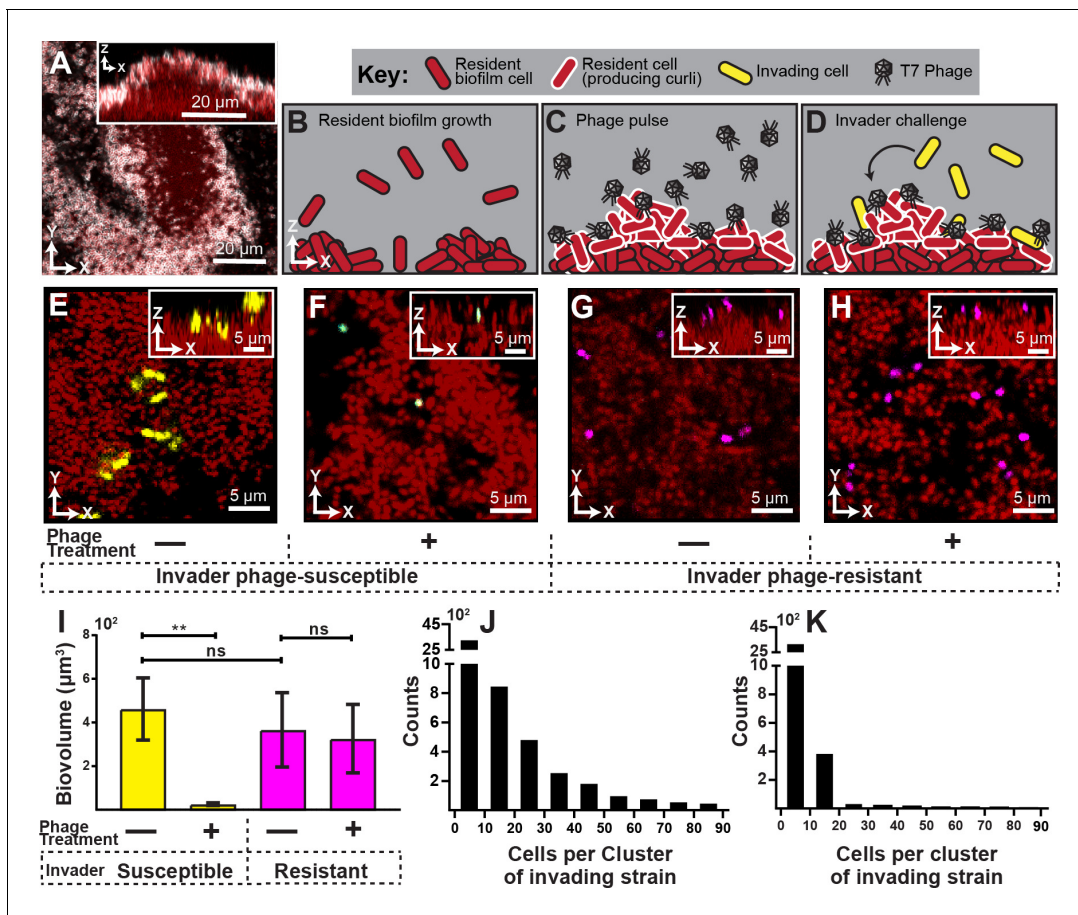 A
Z
X
20 µm
Y
X
20 µm
Key:
Resident
biofilm cell
Resident cell
(producing curli)
Invading cell
T7 Phage
B Resident biofilm growth
Z
X
C Phage pulse
D Invader challenge
E
Z
X
5 µm
Y
X
5 µm
F
Z
X
5 µm
Y
X
5 µm
G
Z
X
5 µm
Y
X
5 µm
H
Z
X
5 µm
Y
X
5 µm
Phage
Treatment
— + — +
Invader phage-susceptible Invader phage-resistant
I
10²
8
6
4
2
Biovolume (µm³)
**
ns
ns
Phage
Treatment
— + — +
Invader Susceptible Resistant
J
10²
45
25
10
8
6
4
2
Counts
0 10 20 30 40 50 60 70 80 90
Cells per Cluster
of invading strain
K
10²
45
25
10
8
6
4
2
Counts
0 10 20 30 40 50 60 70 80 90
Cells per cluster
of invading strain